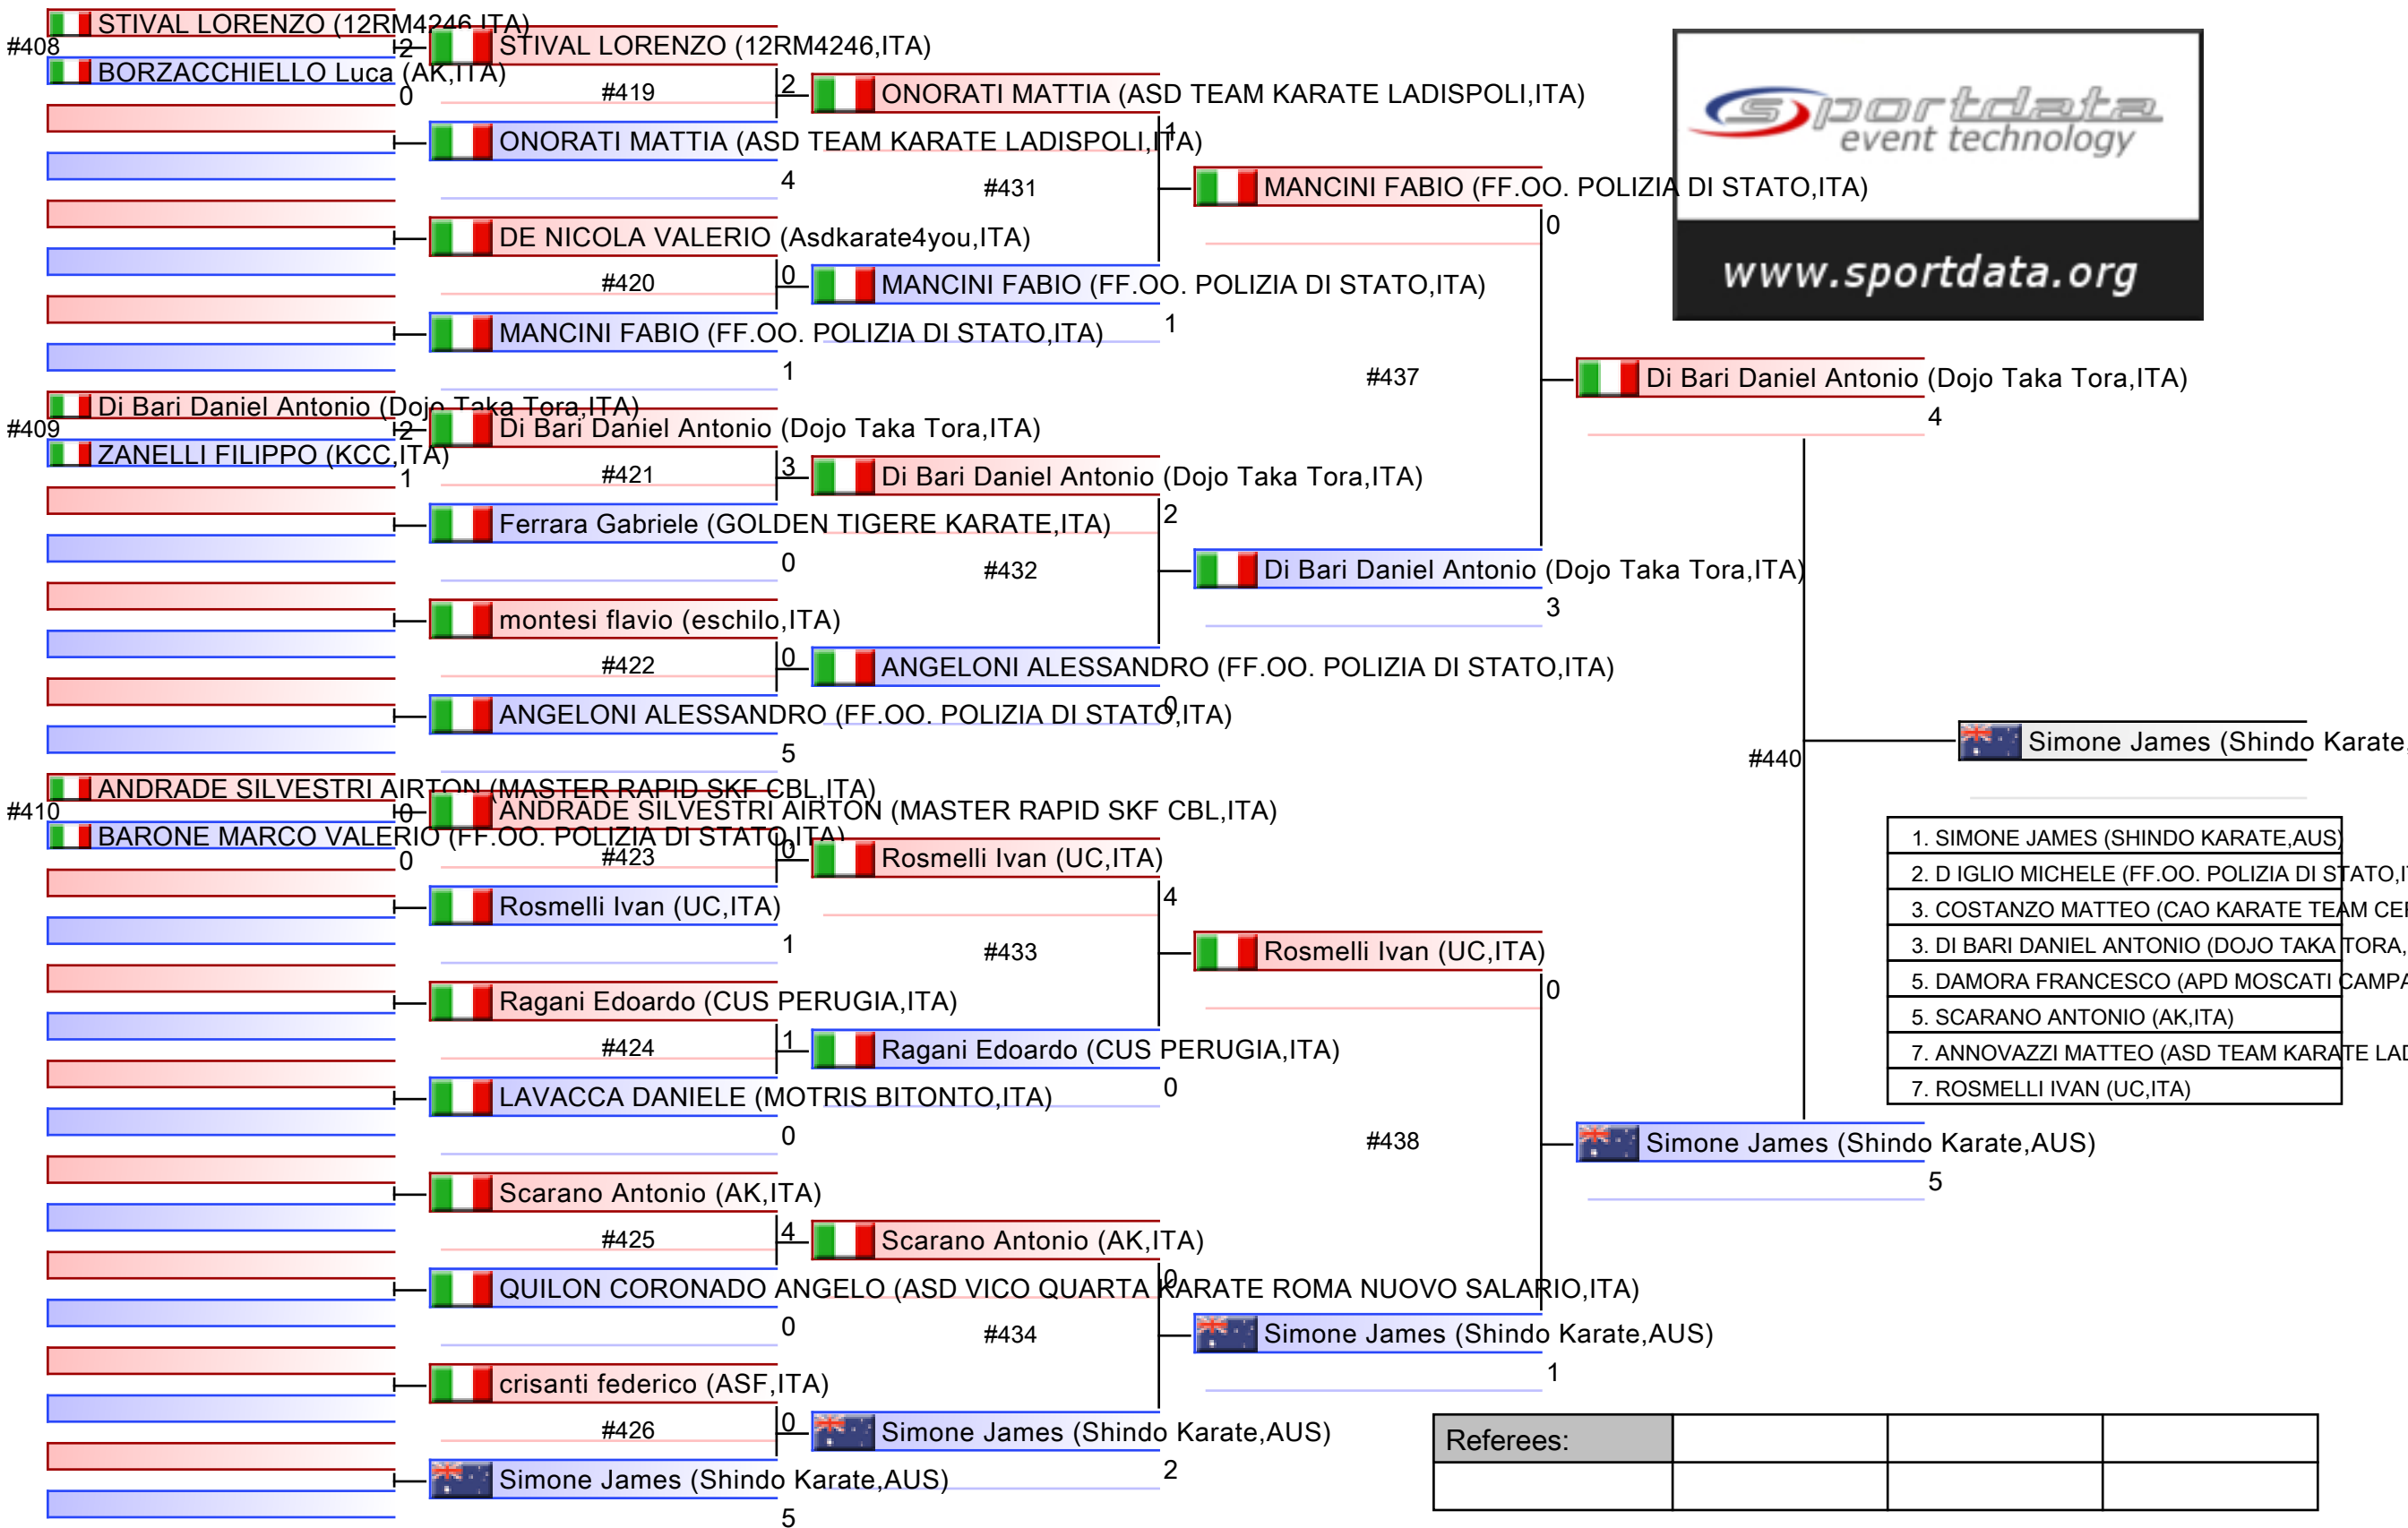 STIVAL LORENZO (12RM4246,ITA)
#408
2
BORZACCHIELLO Luca (AK,ITA)
0
Di Bari Daniel Antonio (Dojo Taka Tora,ITA)
#409
2
ZANELLI FILIPPO (KCC,ITA)
1
ANDRADE SILVESTRI AIRTON (MASTER RAPID SKF CBL,ITA)
#410
0
BARONE MARCO VALERIO (FF.OO. POLIZIA DI STATO,ITA)
0
STIVAL LORENZO (12RM4246,ITA)
2
#419
ONORATI MATTIA (ASD TEAM KARATE LADISPOLI,ITA)
4
DE NICOLA VALERIO (Asdkarate4you,ITA)
0
#420
MANCINI FABIO (FF.OO. POLIZIA DI STATO,ITA)
1
Di Bari Daniel Antonio (Dojo Taka Tora,ITA)
3
#421
Ferrara Gabriele (GOLDEN TIGERE KARATE,ITA)
0
montesi flavio (eschilo,ITA)
0
#422
ANGELONI ALESSANDRO (FF.OO. POLIZIA DI STATO,ITA)
5
ANDRADE SILVESTRI AIRTON (MASTER RAPID SKF CBL,ITA)
0
#423
Rosmelli Ivan (UC,ITA)
1
Ragani Edoardo (CUS PERUGIA,ITA)
1
#424
LAVACCA DANIELE (MOTRIS BITONTO,ITA)
0
Scarano Antonio (AK,ITA)
4
#425
QUILON CORONADO ANGELO (ASD VICO QUARTA KARATE ROMA NUOVO SALARIO,ITA)
0
crisanti federico (ASF,ITA)
0
#426
Simone James (Shindo Karate,AUS)
5
ONORATI MATTIA (ASD TEAM KARATE LADISPOLI,ITA)
1
#431
MANCINI FABIO (FF.OO. POLIZIA DI STATO,ITA)
1
Di Bari Daniel Antonio (Dojo Taka Tora,ITA)
2
#432
ANGELONI ALESSANDRO (FF.OO. POLIZIA DI STATO,ITA)
0
Rosmelli Ivan (UC,ITA)
4
#433
Ragani Edoardo (CUS PERUGIA,ITA)
0
Scarano Antonio (AK,ITA)
0
#434
Simone James (Shindo Karate,AUS)
2
MANCINI FABIO (FF.OO. POLIZIA DI STATO,ITA)
0
#437
Di Bari Daniel Antonio (Dojo Taka Tora,ITA)
3
Rosmelli Ivan (UC,ITA)
0
#438
Simone James (Shindo Karate,AUS)
1
Di Bari Daniel Antonio (Dojo Taka Tora,ITA)
4
#440
Simone James (Shindo Karate,AUS)
5
Simone James (Shindo Karate,
sportdata
event technology
www.sportdata.org
1. SIMONE JAMES (SHINDO KARATE,AUS)
2. D IGLIO MICHELE (FF.OO. POLIZIA DI STATO,I
3. COSTANZO MATTEO (CAO KARATE TEAM CE
3. DI BARI DANIEL ANTONIO (DOJO TAKA TORA,
5. DAMORA FRANCESCO (APD MOSCATI CAMPA
5. SCARANO ANTONIO (AK,ITA)
7. ANNOVAZZI MATTEO (ASD TEAM KARATE LAD
7. ROSMELLI IVAN (UC,ITA)
Referees: